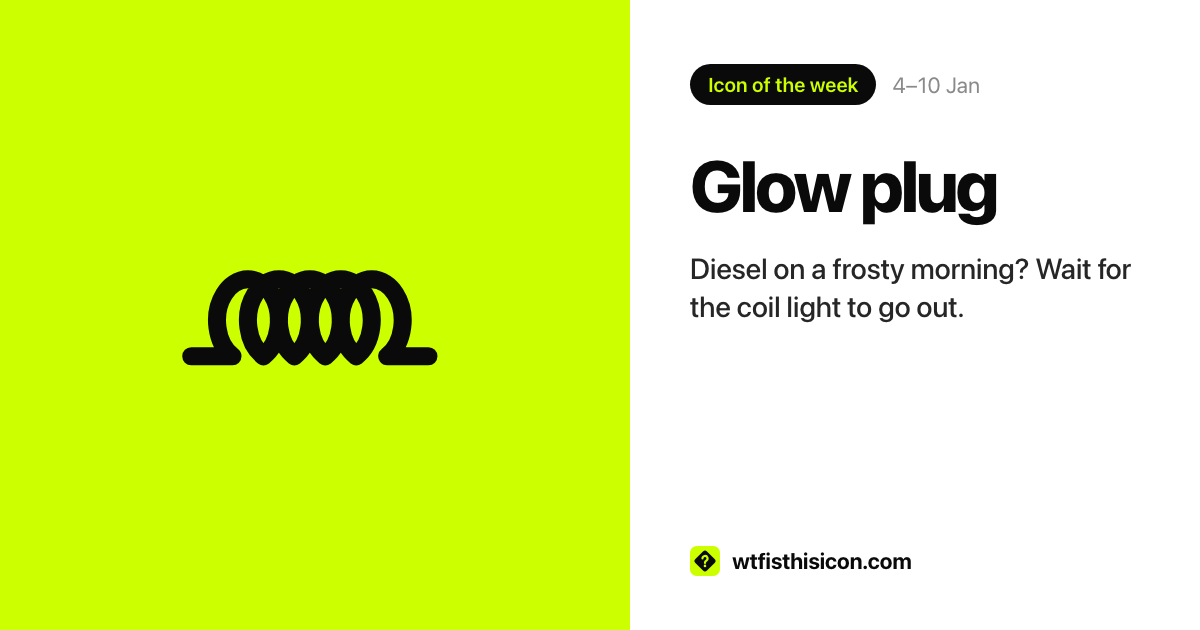 Icon of the week
4–10 Jan
Glow plug
Diesel on a frosty morning? Wait for
the coil light to go out.
?
wtfisthisicon.com